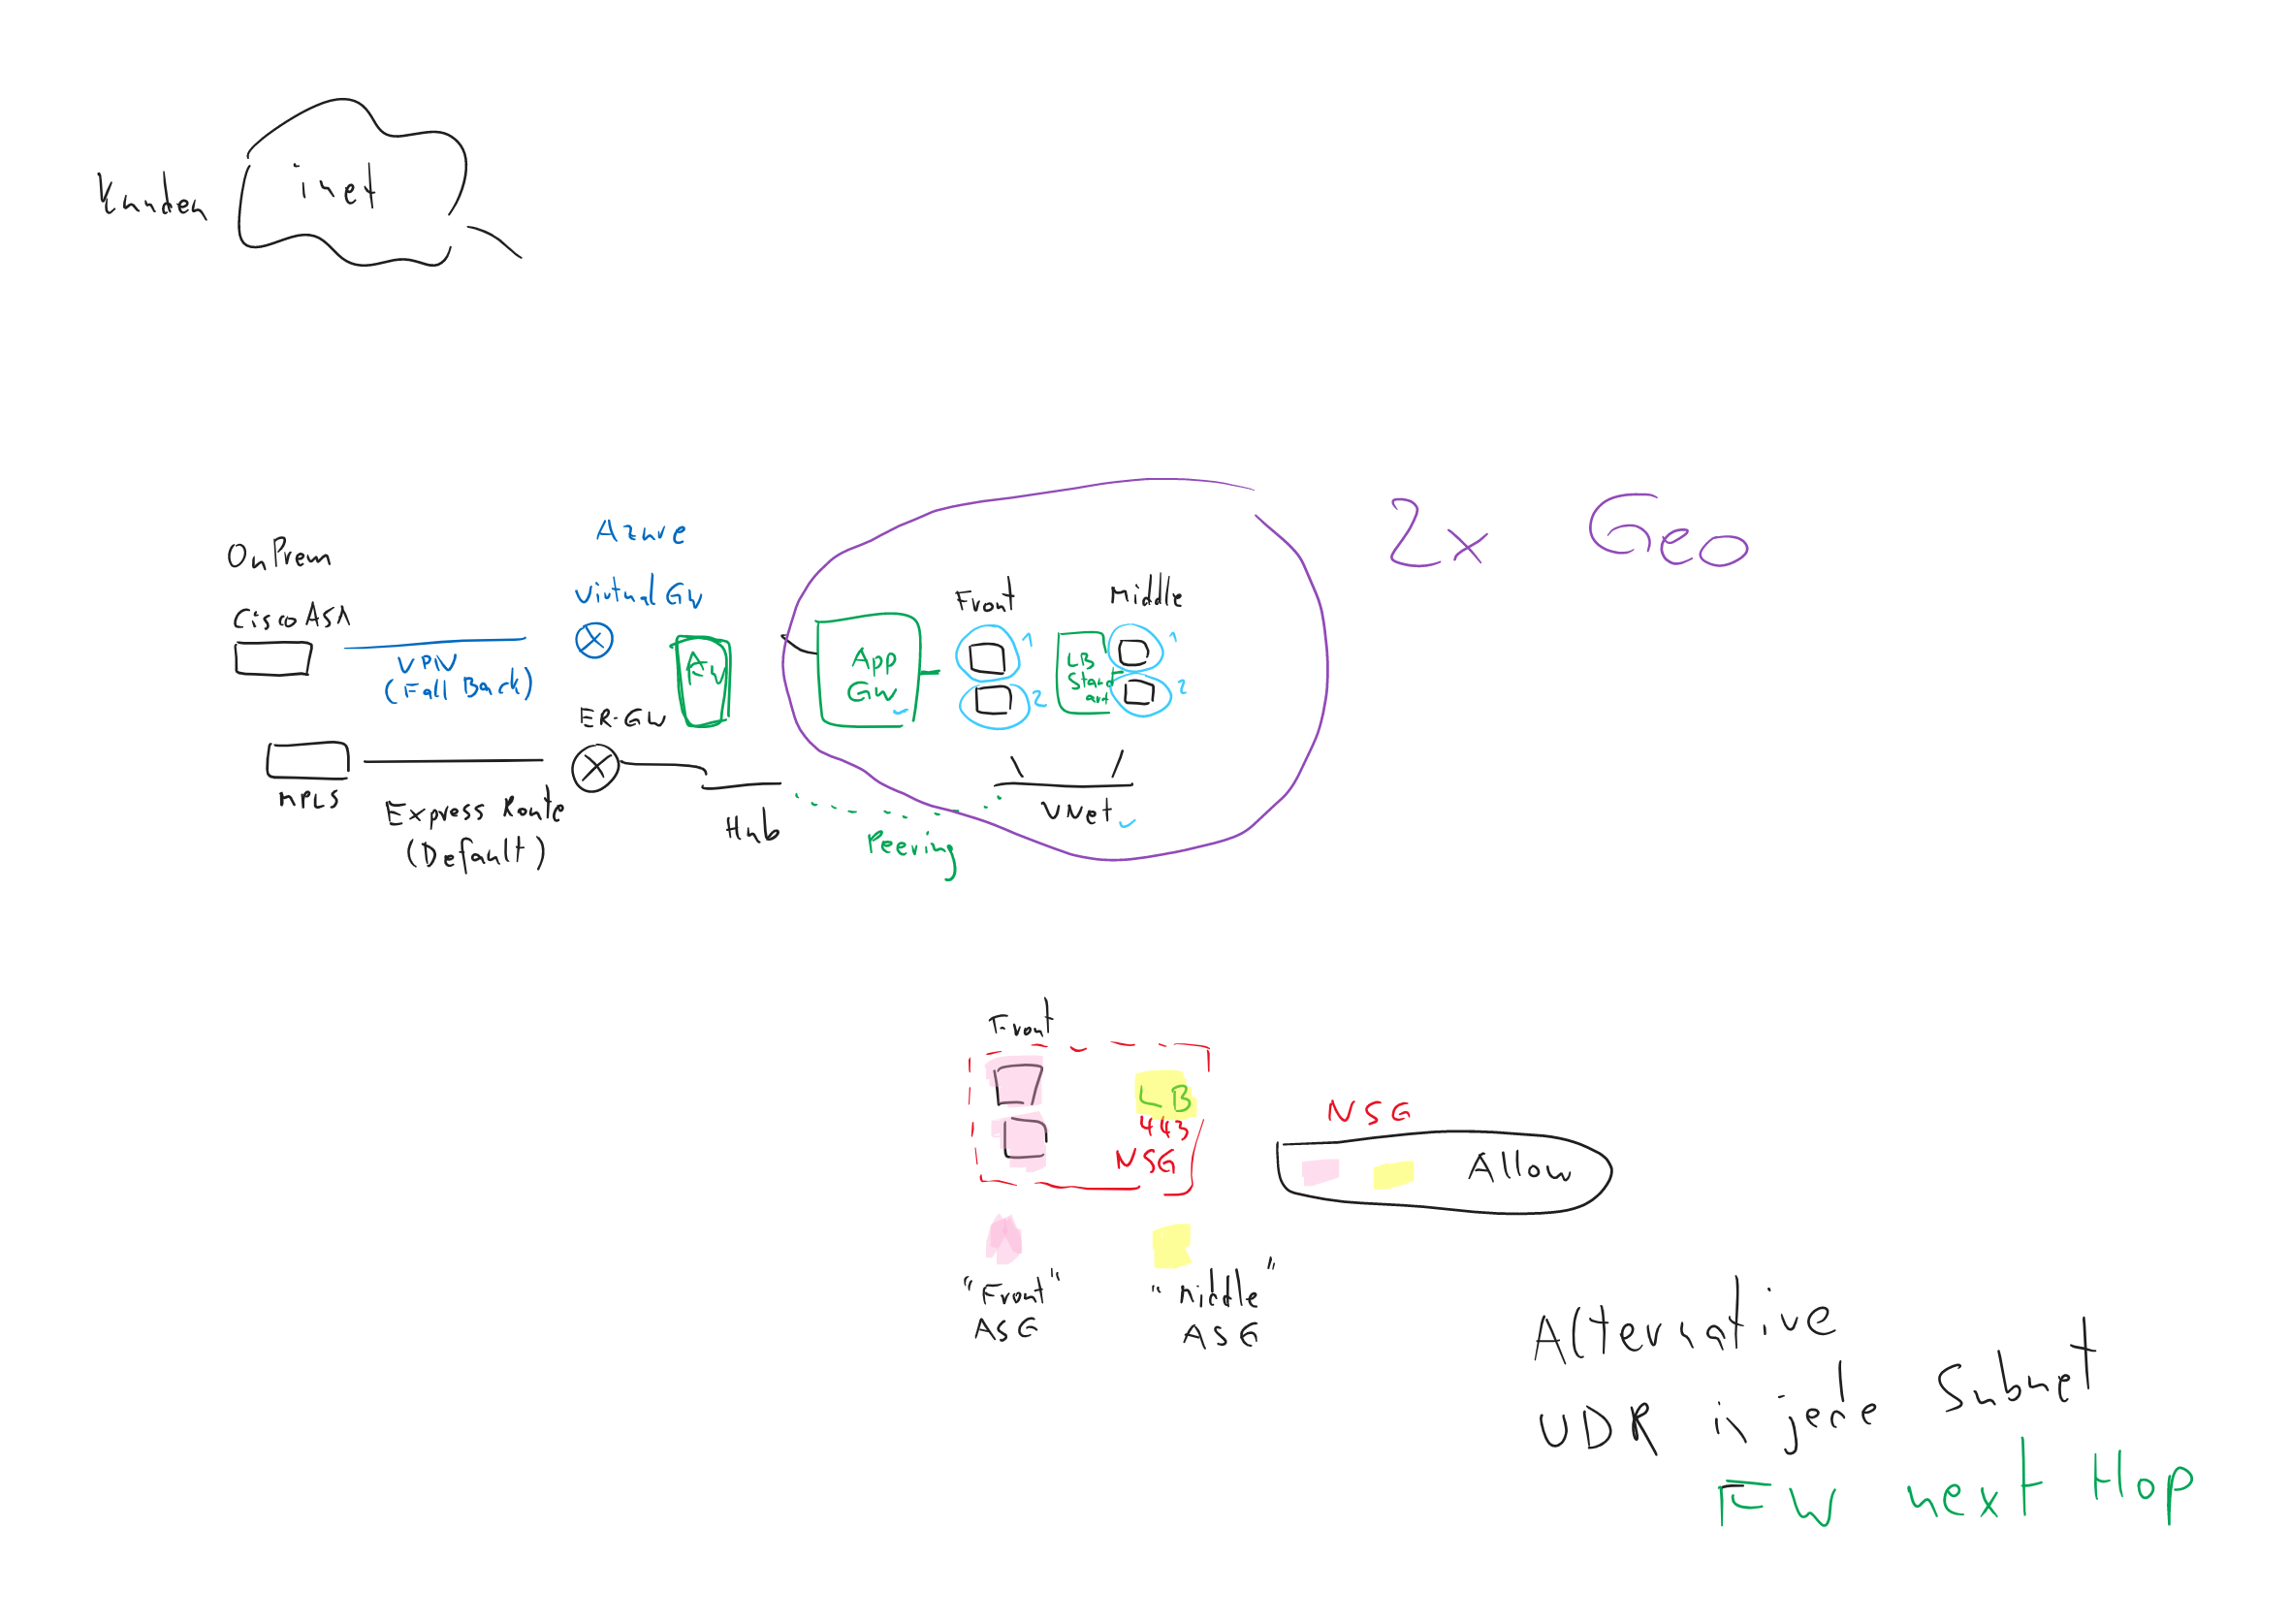 Kunden
inet
2x Geo
Azure
OnPrem
Virtual GW
Front
Middle
Cisco ASA
1
1
App
GW
LB
Stand
ard
VPN
(Fall Back)
2
2
ER-GW
MPLS
Express Route
(Default)
Hub
VNet
Peering
Front
LB
443
NSG
NSG
Allow
"Front"
ASG
"Middle"
ASG
Alternative
UDR in jede Subnet
FW next Hop